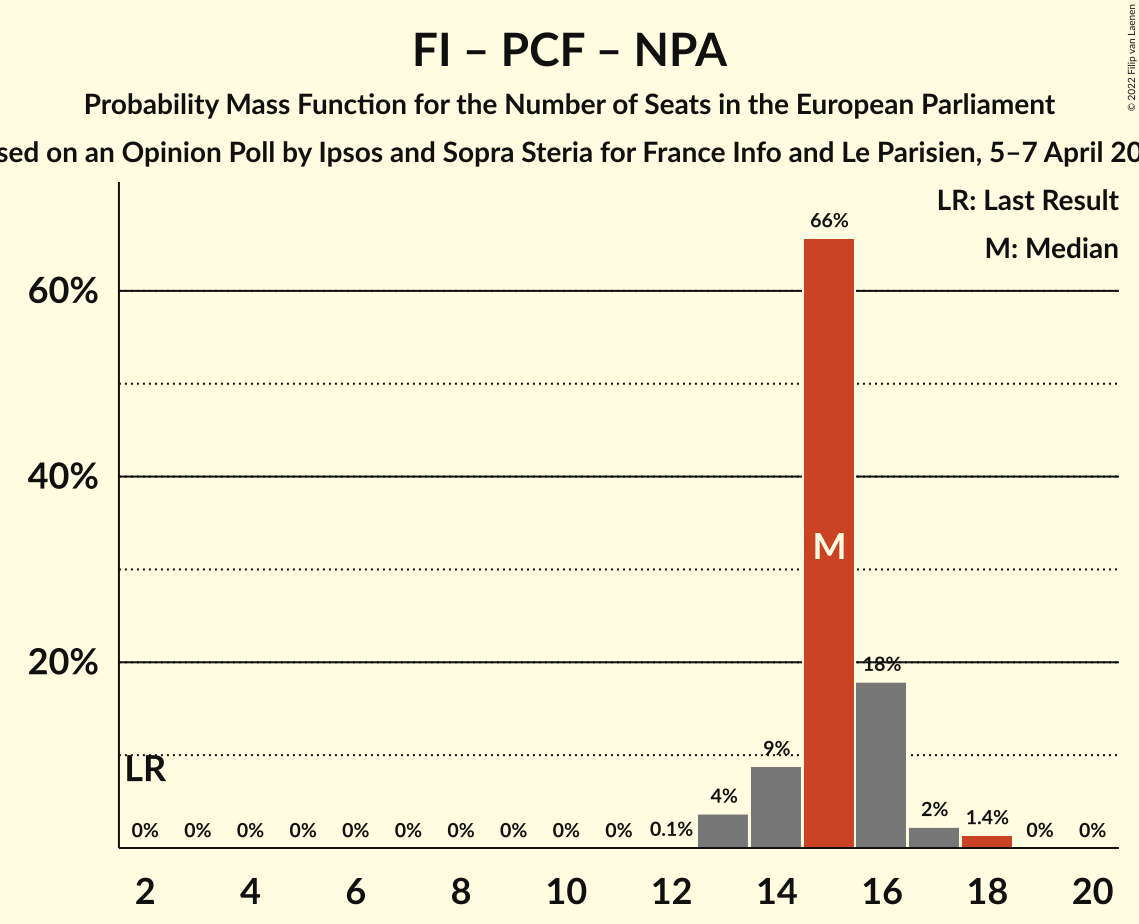 FI – PCF – NPA
Probability Mass Function for the Number of Seats in the European Parliament
sed on an Opinion Poll by Ipsos and Sopra Steria for France Info and Le Parisien, 5–7 April 20
© 2022 Filip van Laenen
LR: Last Result
M: Median
66%
60%
40%
M
20%
18%
9%
LR
4%
2%
1.4%
0% 0% 0% 0% 0% 0% 0% 0% 0% 0% 0.1% 0% 0%
2 4 6 8 10 12 14 16 18 20